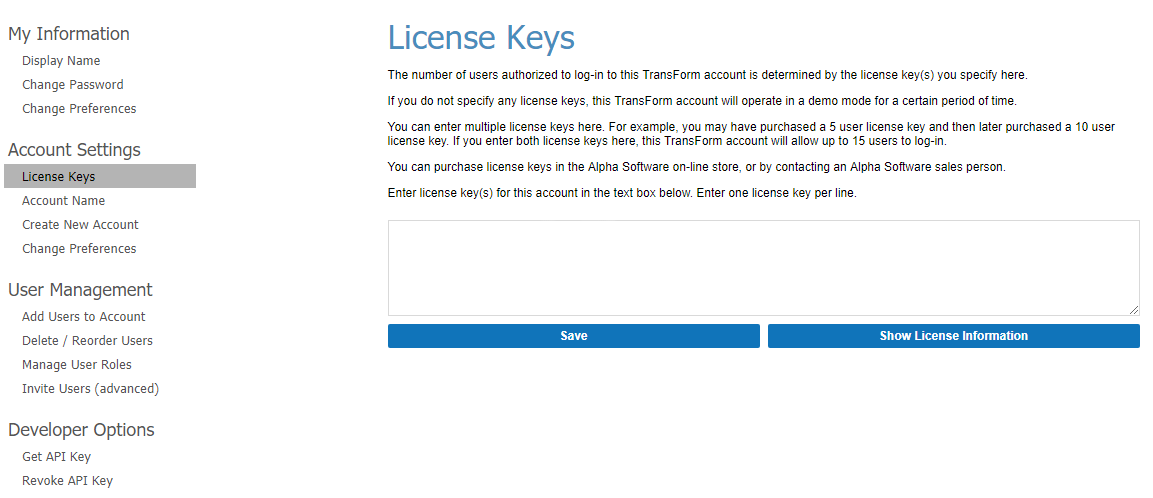 My Information
Display Name
Change Password
Change Preferences
Account Settings
License Keys
Account Name
Create New Account
Change Preferences
User Management
Add Users to Account
Delete / Reorder Users
Manage User Roles
Invite Users (advanced)
Developer Options
Get API Key
Revoke API Key
License Keys
The number of users authorized to log-in to this TransForm account is determined by the license key(s) you specify here.
If you do not specify any license keys, this TransForm account will operate in a demo mode for a certain period of time.
You can enter multiple license keys here. For example, you may have purchased a 5 user license key and then later purchased a 10 user
license key. If you enter both license keys here, this TransForm account will allow up to 15 users to log-in.
You can purchase license keys in the Alpha Software on-line store, or by contacting an Alpha Software sales person.
Enter license key(s) for this account in the text box below. Enter one license key per line.
Save
Show License Information